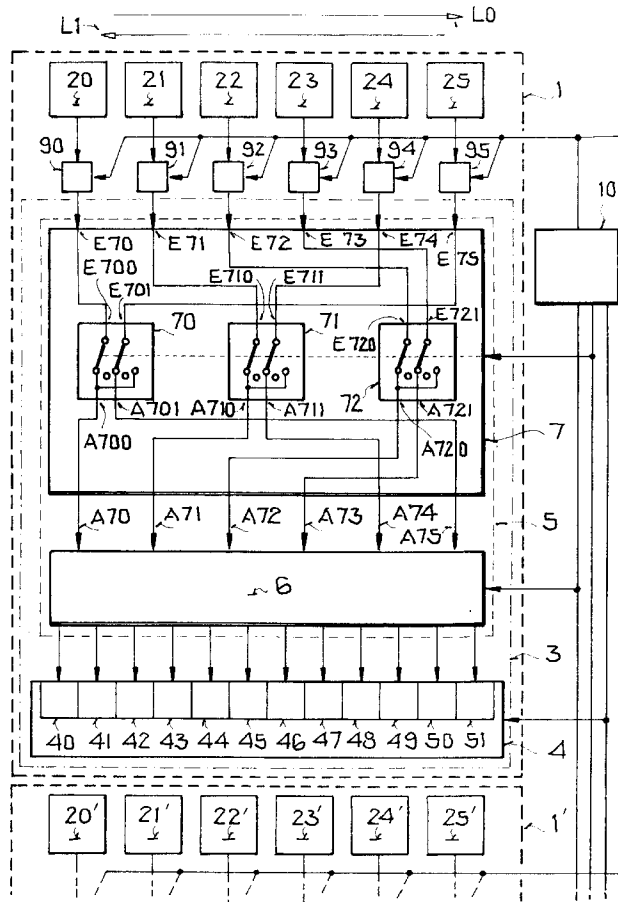 L1 L0
20 21 22 23 24 25 1
90 91 92 93 94 95
10
E70 E71 E72 E73 E74 E75
E700 E701 E710 E711
70 71 E720 E721
72
A700 A701 A710 A711 A720 A721
7
A70 A71 A72 A73 A74 A75
5
6
3
40 41 42 43 44 45 46 47 48 49 50 51
4
20' 21' 22' 23' 24' 25' 1'